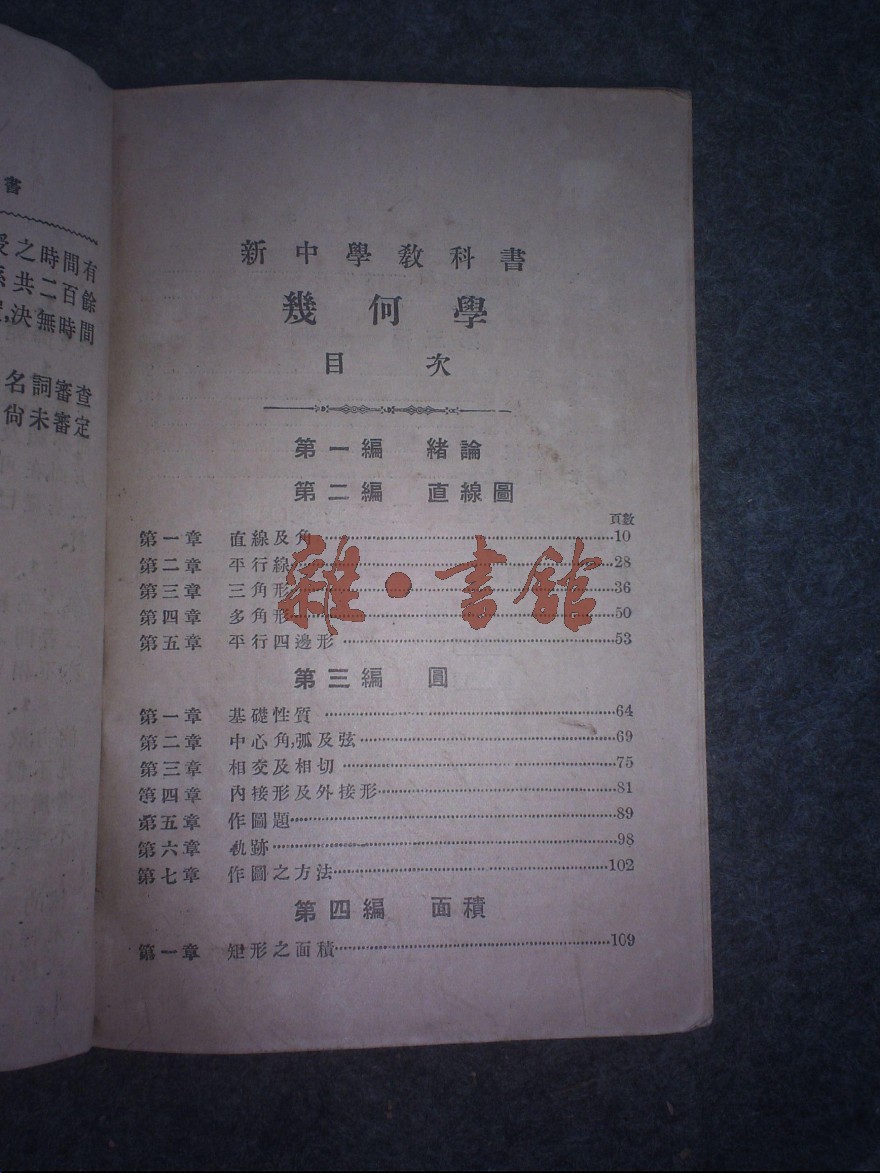 書
受之時間有
系共二百餘
決無時間
名詞審查
尙未審定
新中學教科書
幾何學
目次
第一編 緒論
第二編 直線圖
頁數
第一章 直線及角 10
第二章 平行線 28
第三章 三角形 36
第四章 多角形 50
第五章 平行四邊形 53
第三編 圓
第一章 基礎性質 64
第二章 中心角,弧及弦 69
第三章 相交及相切 75
第四章 內接形及外接形 81
第五章 作圖題 89
第六章 軌跡 98
第七章 作圖之方法 102
第四編 面積
第一章 矩形之面積 109
雜·書館